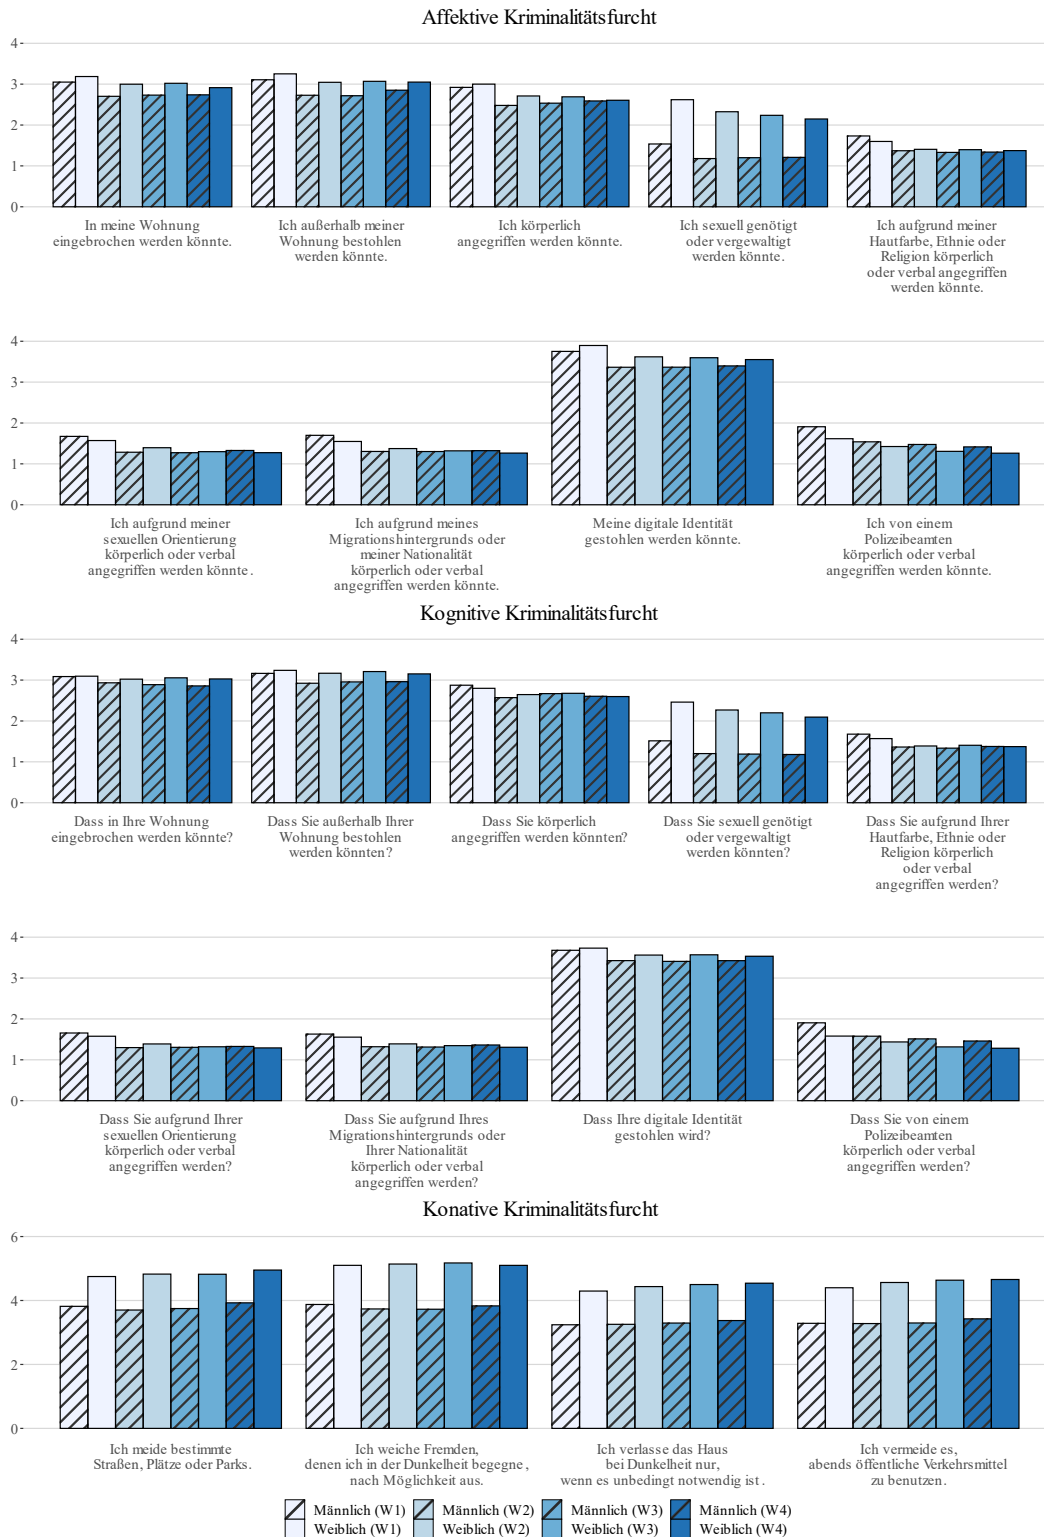 Affektive Kriminalitätsfurcht
4
3
2
1
0
In meine Wohnung
eingebrochen werden könnte.
Ich außerhalb meiner
Wohnung bestohlen
werden könnte.
Ich körperlich
angegriffen werden könnte.
Ich sexuell genötigt
oder vergewaltigt
werden könnte.
Ich aufgrund meiner
Hautfarbe, Ethnie oder
Religion körperlich
oder verbal angegriffen
werden könnte.
4
3
2
1
0
Ich aufgrund meiner
sexuellen Orientierung
körperlich oder verbal
angegriffen werden könnte.
Ich aufgrund meines
Migrationshintergrunds oder
meiner Nationalität
körperlich oder verbal
angegriffen werden könnte.
Meine digitale Identität
gestohlen werden könnte.
Ich von einem
Polizeibeamten
körperlich oder verbal
angegriffen werden könnte.
Kognitive Kriminalitätsfurcht
4
3
2
1
0
Dass in Ihre Wohnung
eingebrochen werden könnte?
Dass Sie außerhalb Ihrer
Wohnung bestohlen
werden könnten?
Dass Sie körperlich
angegriffen werden könnten?
Dass Sie sexuell genötigt
oder vergewaltigt
werden könnten?
Dass Sie aufgrund Ihrer
Hautfarbe, Ethnie oder
Religion körperlich
oder verbal
angegriffen werden?
4
3
2
1
0
Dass Sie aufgrund Ihrer
sexuellen Orientierung
körperlich oder verbal
angegriffen werden?
Dass Sie aufgrund Ihres
Migrationshintergrunds oder
Ihrer Nationalität
körperlich oder verbal
angegriffen werden?
Dass Ihre digitale Identität
gestohlen wird?
Dass Sie von einem
Polizeibeamten
körperlich oder verbal
angegriffen werden?
Konative Kriminalitätsfurcht
6
4
2
0
Ich meide bestimmte
Straßen, Plätze oder Parks.
Ich weiche Fremden,
denen ich in der Dunkelheit begegne,
nach Möglichkeit aus.
Ich verlasse das Haus
bei Dunkelheit nur,
wenn es unbedingt notwendig ist.
Ich vermeide es,
abends öffentliche Verkehrsmittel
zu benutzen.
Männlich (W1) Männlich (W2) Männlich (W3) Männlich (W4)
Weiblich (W1) Weiblich (W2) Weiblich (W3) Weiblich (W4)